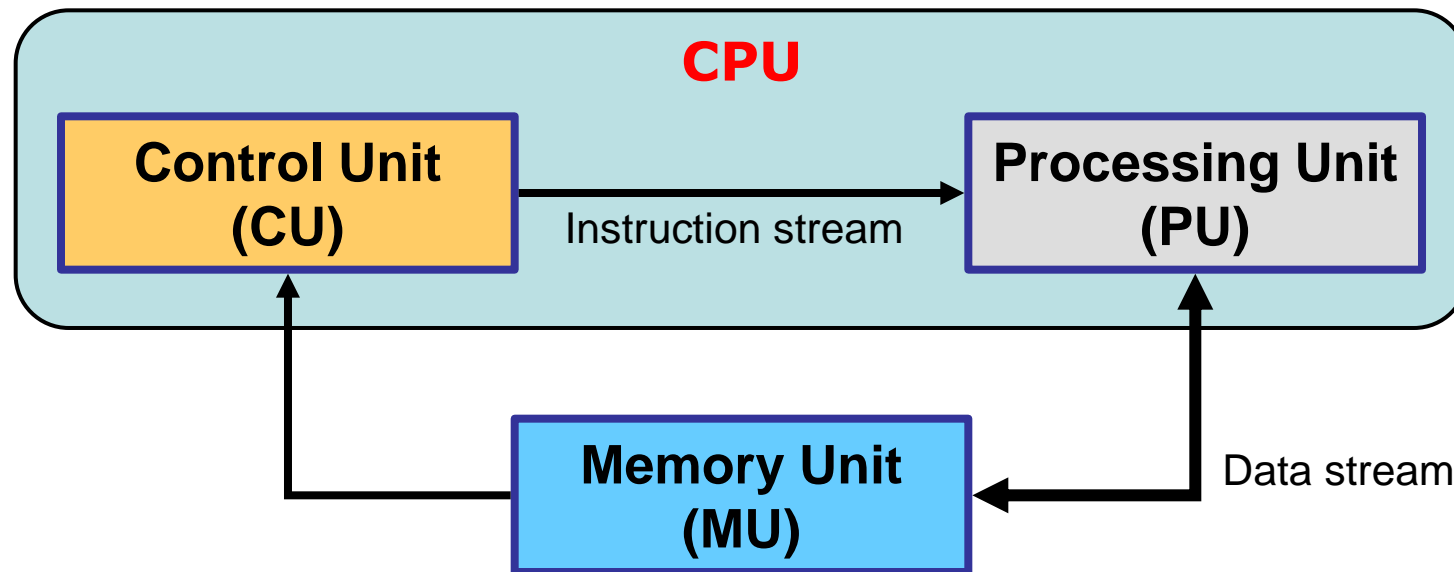 CPU
Control Unit
(CU)
Instruction stream
Processing Unit
(PU)
Memory Unit
(MU)
Data stream